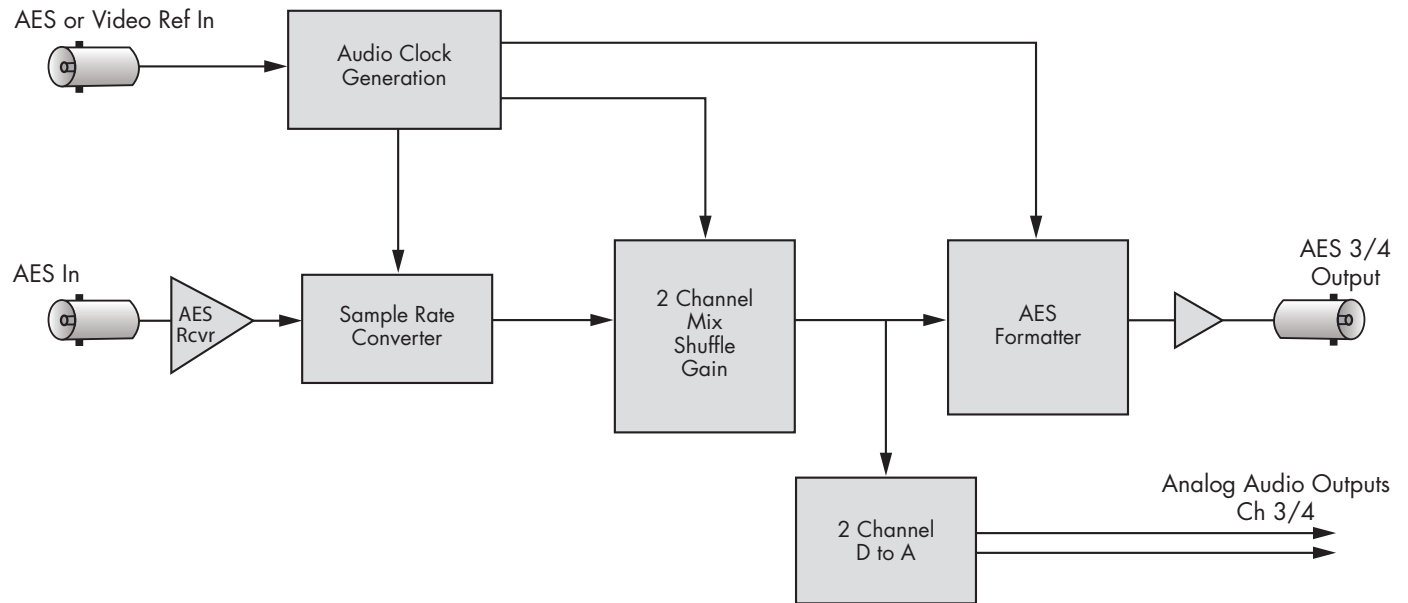 AES or Video Ref In
Audio Clock
Generation
AES In
AES
Rcvr
Sample Rate
Converter
2 Channel
Mix
Shuffle
Gain
AES
Formatter
AES 3/4
Output
2 Channel
D to A
Analog Audio Outputs
Ch 3/4